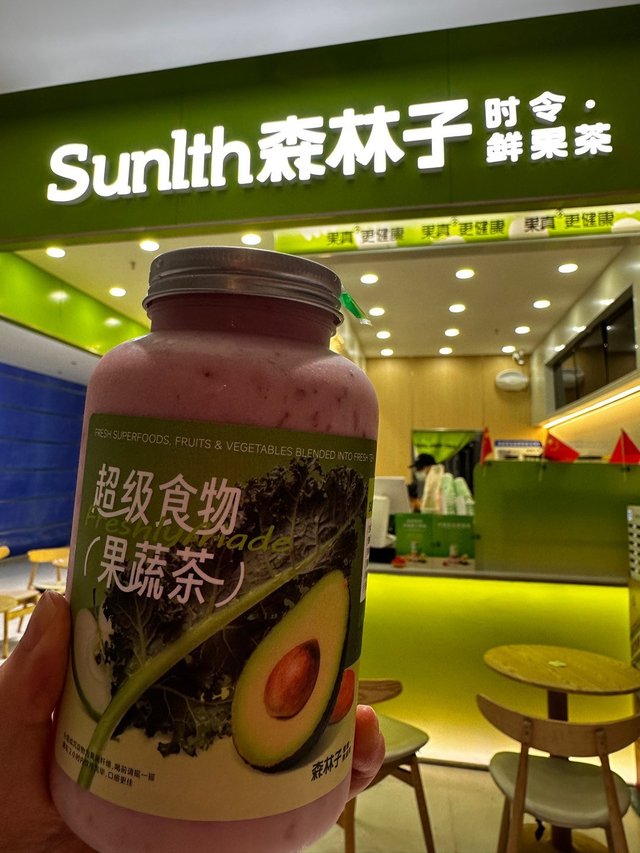 Sunlth森林子 时令·
鲜果茶
果真更健康 果真更健康 果真更健康
FRESH SUPERFOODS, FRUITS & VEGETABLES BLENDED INTO FRESH
超级食物
Freshly Made
（果蔬茶）
森林子